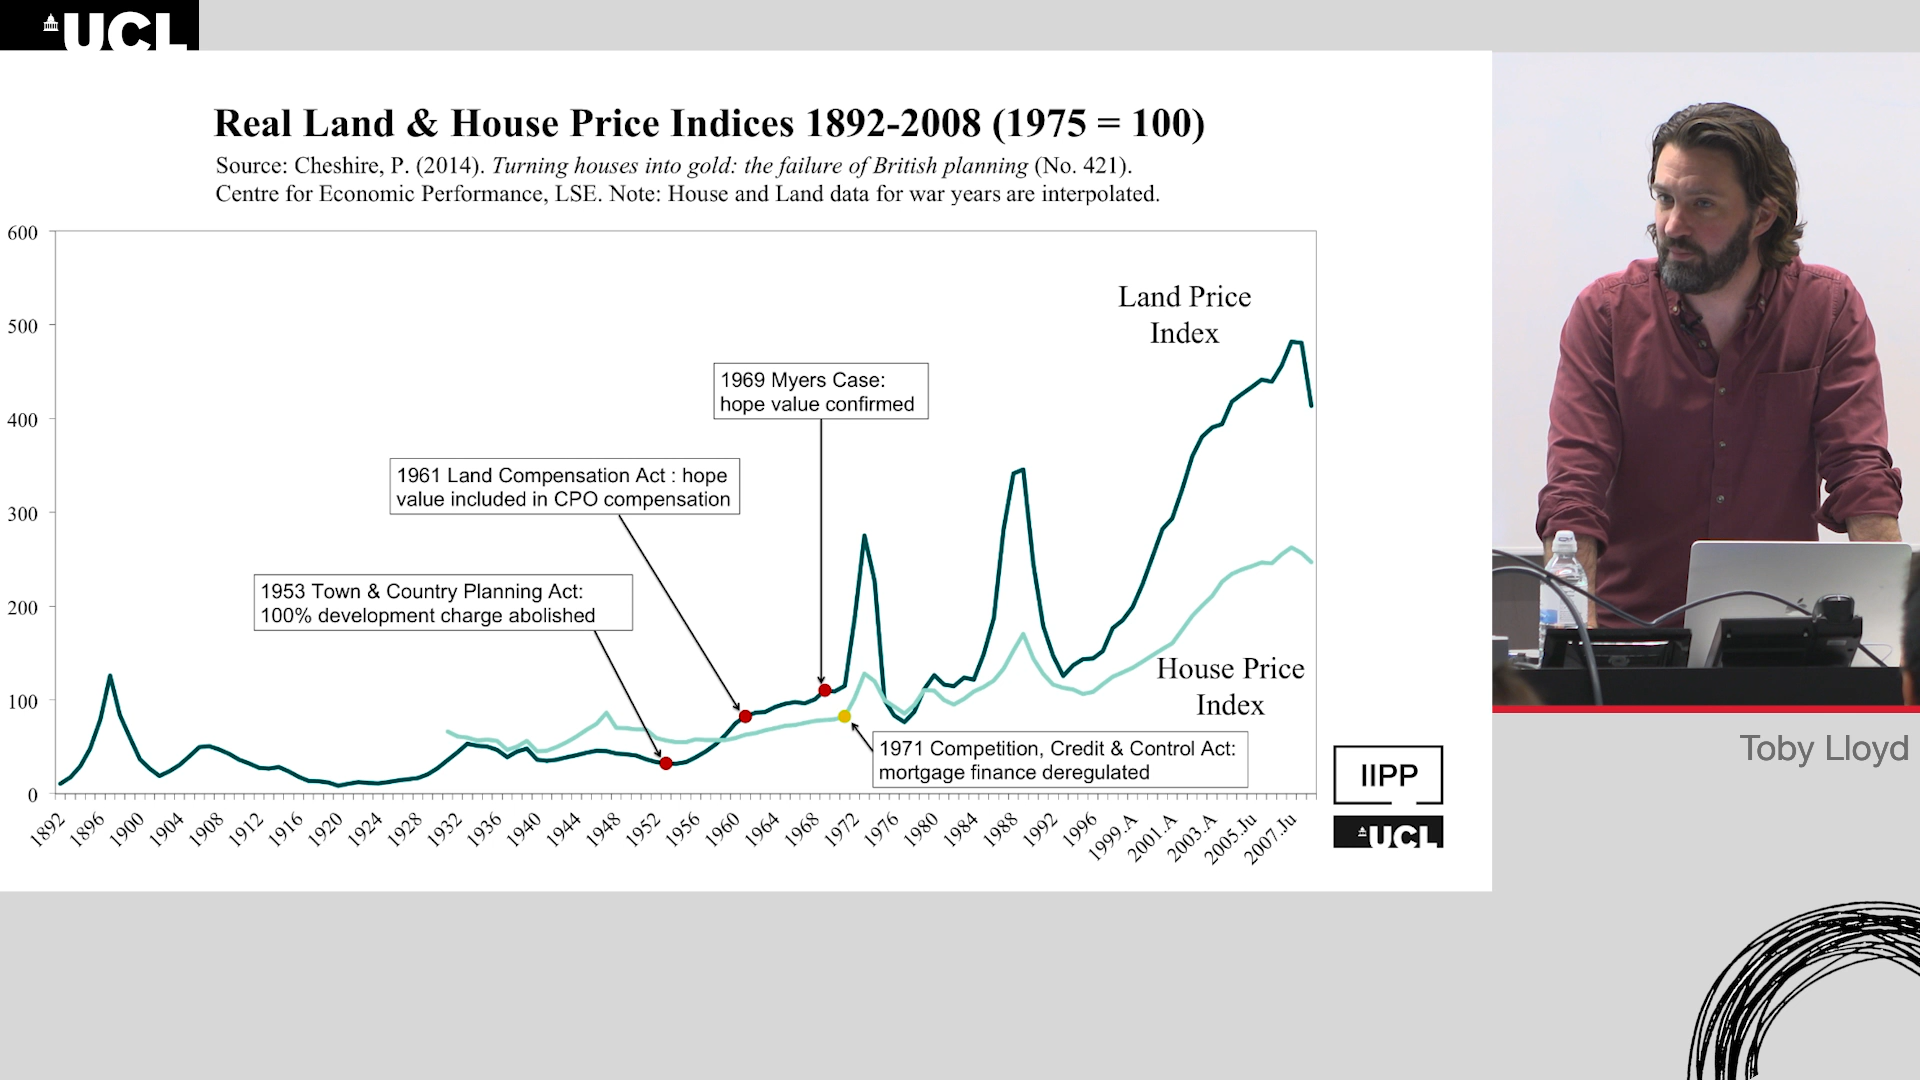 UCL
Real Land & House Price Indices 1892-2008 (1975 = 100)
Source: Cheshire, P. (2014). Turning houses into gold: the failure of British planning (No. 421).
Centre for Economic Performance, LSE. Note: House and Land data for war years are interpolated.
600
500
400
300
200
100
0
Land Price
Index
1969 Myers Case:
hope value confirmed
1961 Land Compensation Act : hope
value included in CPO compensation
1953 Town & Country Planning Act:
100% development charge abolished
House Price
Index
1971 Competition, Credit & Control Act:
mortgage finance deregulated
1892 1896 1900 1904 1908 1912 1916 1920 1924 1928 1932 1936 1940 1944 1948 1952 1956 1960 1964 1968 1972 1976 1980 1984 1988 1992 1996 1999.A 2001.A 2003.A 2005.Ju 2007.Ju
IIPP
UCL
Toby Lloyd